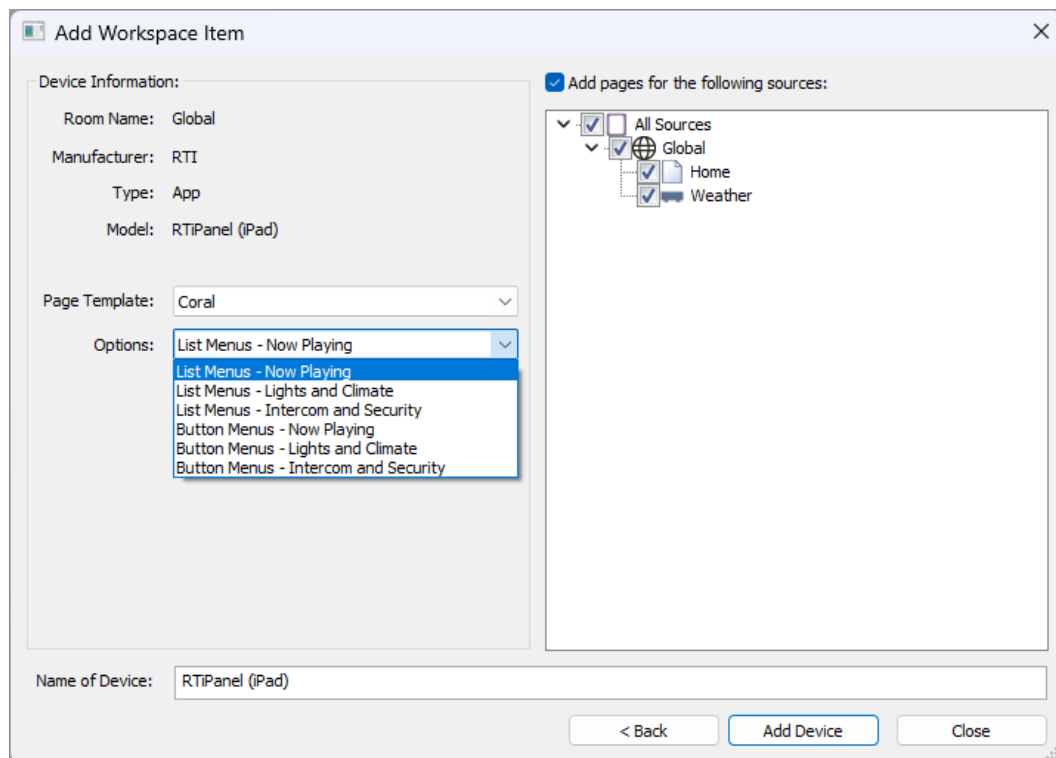 Add Workspace Item
Device Information:
Room Name: Global
Manufacturer: RTI
Type: App
Model: RTiPanel (iPad)
Page Template: Coral
Options: List Menus - Now Playing
List Menus - Now Playing
List Menus - Lights and Climate
List Menus - Intercom and Security
Button Menus - Now Playing
Button Menus - Lights and Climate
Button Menus - Intercom and Security
Add pages for the following sources:
All Sources
Global
Home
Weather
Name of Device: RTiPanel (iPad)
< Back Add Device Close